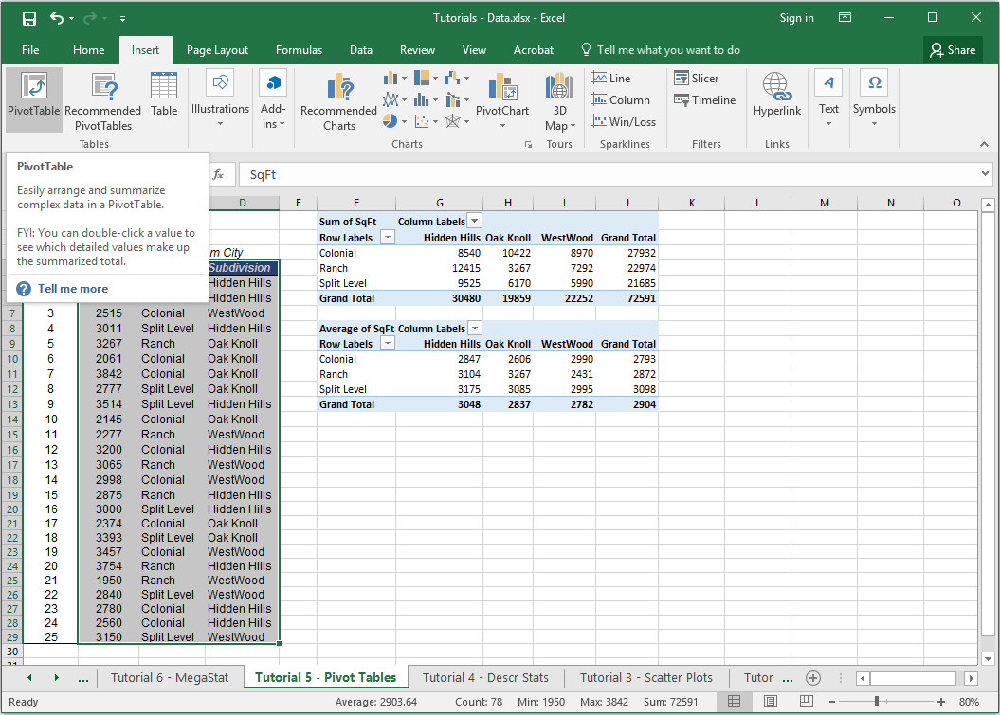 Tutorials - Data.xlsx - Excel
Sign in
File Home Insert Page Layout Formulas Data Review View Acrobat Tell me what you want to do Share
PivotTable
Recommended PivotTables
Table
Illustrations
Add-ins
Recommended Charts
PivotChart
3D Map
Line
Column
Win/Loss
Slicer
Timeline
Hyperlink
Text
Symbols
Tables Charts Tours Sparklines Filters Links
PivotTable
Easily arrange and summarize
complex data in a PivotTable.
FYI: You can double-click a value to
see which detailed values make up
the summarized total.
Tell me more
fx SqFt
D E F G H I J K L M N O
m City
Subdivision
Hidden Hills
Hidden Hills
7 3 2515 Colonial WestWood
8 4 3011 Split Level Hidden Hills
9 5 3267 Ranch Oak Knoll
10 6 2061 Colonial Oak Knoll
11 7 3842 Colonial Oak Knoll
12 8 2777 Split Level Oak Knoll
13 9 3514 Split Level Hidden Hills
14 10 2145 Colonial Oak Knoll
15 11 2277 Ranch WestWood
16 12 3200 Colonial Hidden Hills
17 13 3065 Ranch WestWood
18 14 2998 Colonial WestWood
19 15 2875 Ranch Hidden Hills
20 16 3000 Split Level Hidden Hills
21 17 2374 Colonial Oak Knoll
22 18 3393 Split Level Oak Knoll
23 19 3457 Colonial WestWood
24 20 3754 Ranch Hidden Hills
25 21 1950 Ranch WestWood
26 22 2840 Split Level WestWood
27 23 2780 Colonial Hidden Hills
28 24 2560 Colonial Hidden Hills
29 25 3150 Split Level WestWood
30
Sum of SqFt Column Labels
Row Labels Hidden Hills Oak Knoll WestWood Grand Total
Colonial 8540 10422 8970 27932
Ranch 12415 3267 7292 22974
Split Level 9525 6170 5990 21685
Grand Total 30480 19859 22252 72591
Average of SqFt Column Labels
Row Labels Hidden Hills Oak Knoll WestWood Grand Total
Colonial 2847 2606 2990 2793
Ranch 3104 3267 2431 2872
Split Level 3175 3085 2995 3098
Grand Total 3048 2837 2782 2904
... Tutorial 6 - MegaStat Tutorial 5 - Pivot Tables Tutorial 4 - Descr Stats Tutorial 3 - Scatter Plots Tutor ...
Ready Average: 2903.64 Count: 78 Min: 1950 Max: 3842 Sum: 72591 80%